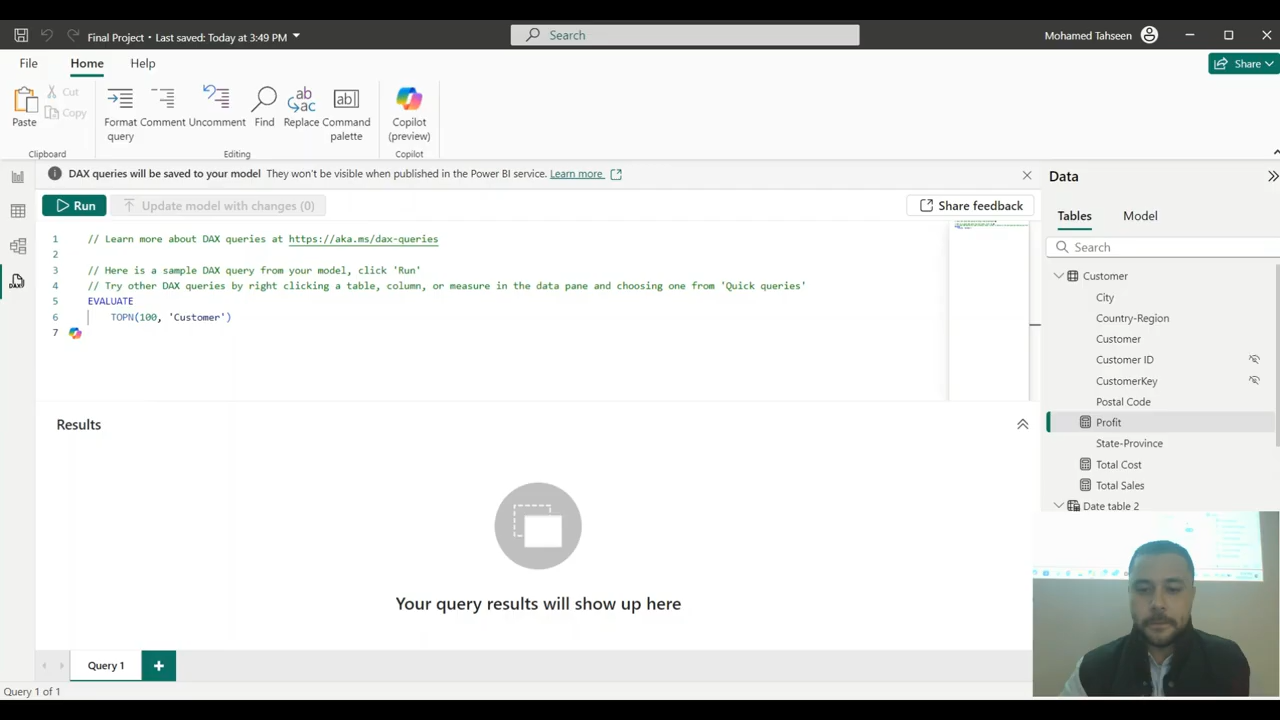 Final Project • Last saved: Today at 3:49 PM
Search
Mohamed Tahseen
File
Home
Help
Share
Paste
Cut
Copy
Format query
Comment
Uncomment
Find
Replace
Command palette
Copilot (preview)
Clipboard
Editing
Copilot
DAX queries will be saved to your model They won't be visible when published in the Power BI service. Learn more
Data
Run
Update model with changes (0)
Share feedback
Tables
Model
Search
1 // Learn more about DAX queries at https://aka.ms/dax-queries
2
3 // Here is a sample DAX query from your model, click 'Run'
4 // Try other DAX queries by right clicking a table, column, or measure in the data pane and choosing one from 'Quick queries'
5 EVALUATE
6 TOPN(100, 'Customer')
7
Customer
City
Country-Region
Customer
Customer ID
CustomerKey
Postal Code
Profit
State-Province
Total Cost
Total Sales
Date table 2
Results
Your query results will show up here
Query 1
Query 1 of 1